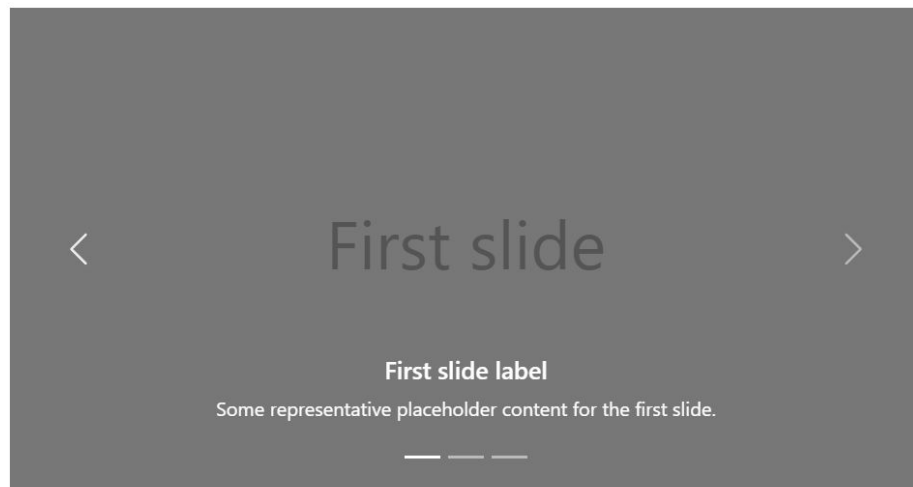 First slide
First slide label
Some representative placeholder content for the first slide.